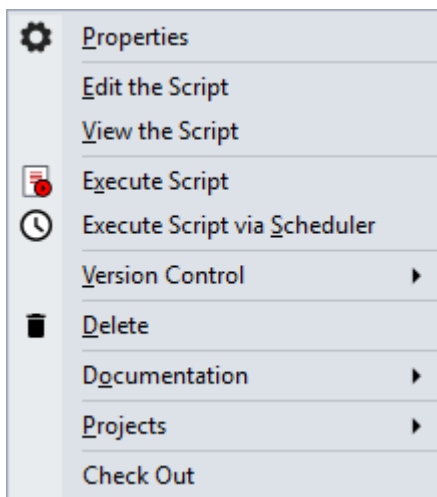 Properties
Edit the Script
View the Script
Execute Script
Execute Script via Scheduler
Version Control
Delete
Documentation
Projects
Check Out